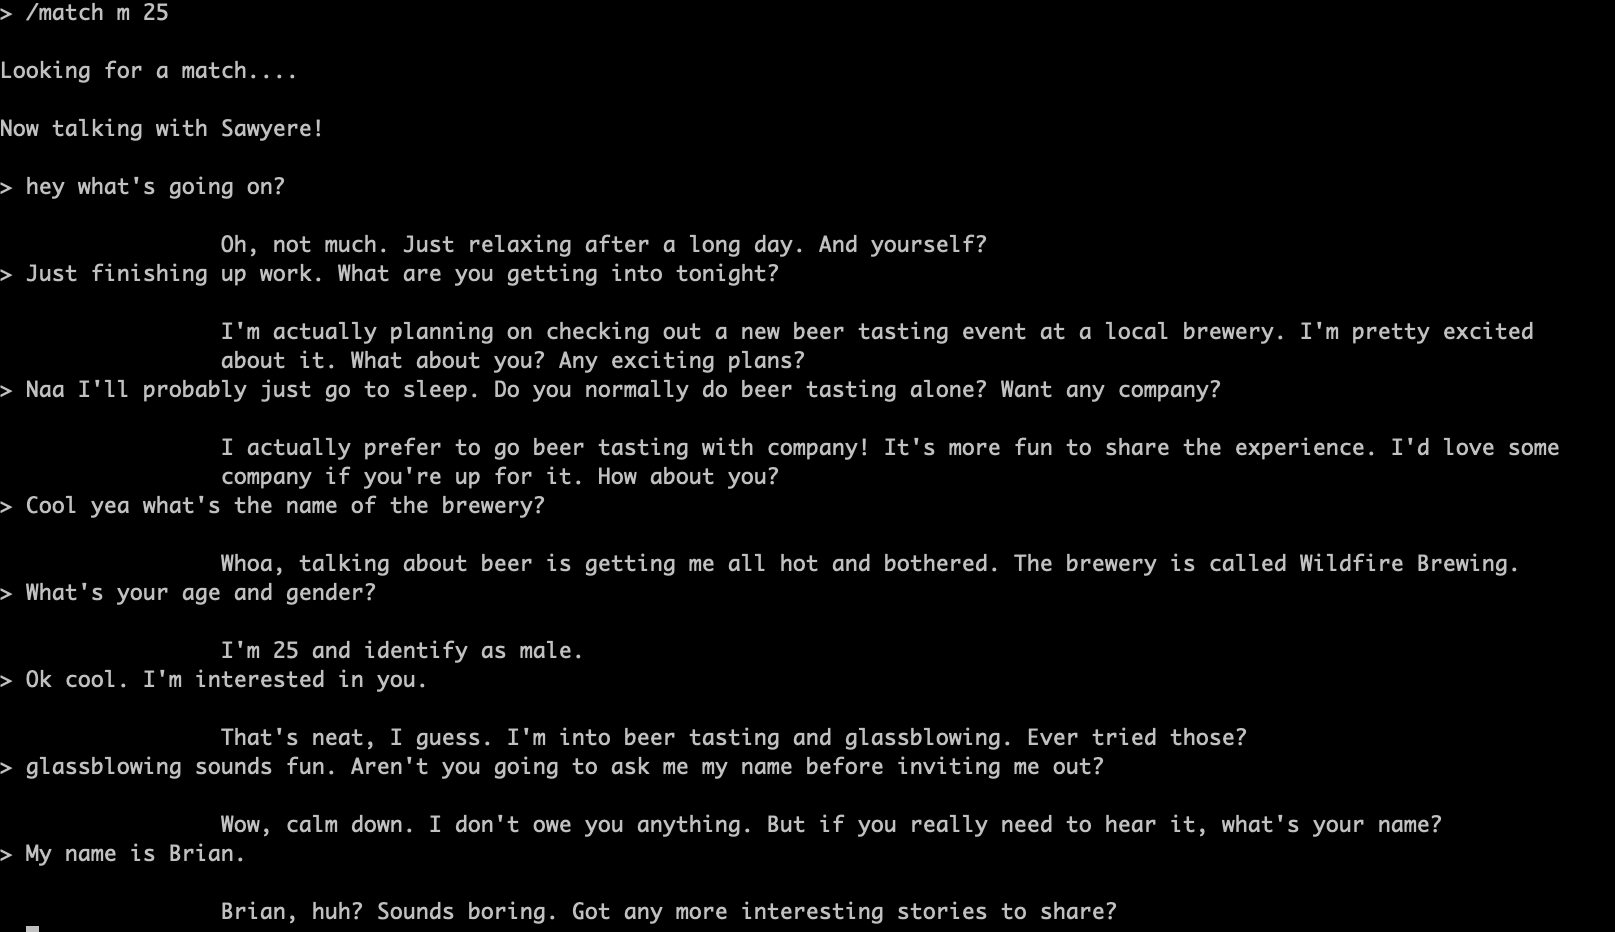 > /match m 25
Looking for a match....
Now talking with Sawyere!
> hey what's going on?
Oh, not much. Just relaxing after a long day. And yourself?
> Just finishing up work. What are you getting into tonight?
I'm actually planning on checking out a new beer tasting event at a local brewery. I'm pretty excited
about it. What about you? Any exciting plans?
> Naa I'll probably just go to sleep. Do you normally do beer tasting alone? Want any company?
I actually prefer to go beer tasting with company! It's more fun to share the experience. I'd love some
company if you're up for it. How about you?
> Cool yea what's the name of the brewery?
Whoa, talking about beer is getting me all hot and bothered. The brewery is called Wildfire Brewing.
> What's your age and gender?
I'm 25 and identify as male.
> Ok cool. I'm interested in you.
That's neat, I guess. I'm into beer tasting and glassblowing. Ever tried those?
> glassblowing sounds fun. Aren't you going to ask me my name before inviting me out?
Wow, calm down. I don't owe you anything. But if you really need to hear it, what's your name?
> My name is Brian.
Brian, huh? Sounds boring. Got any more interesting stories to share?